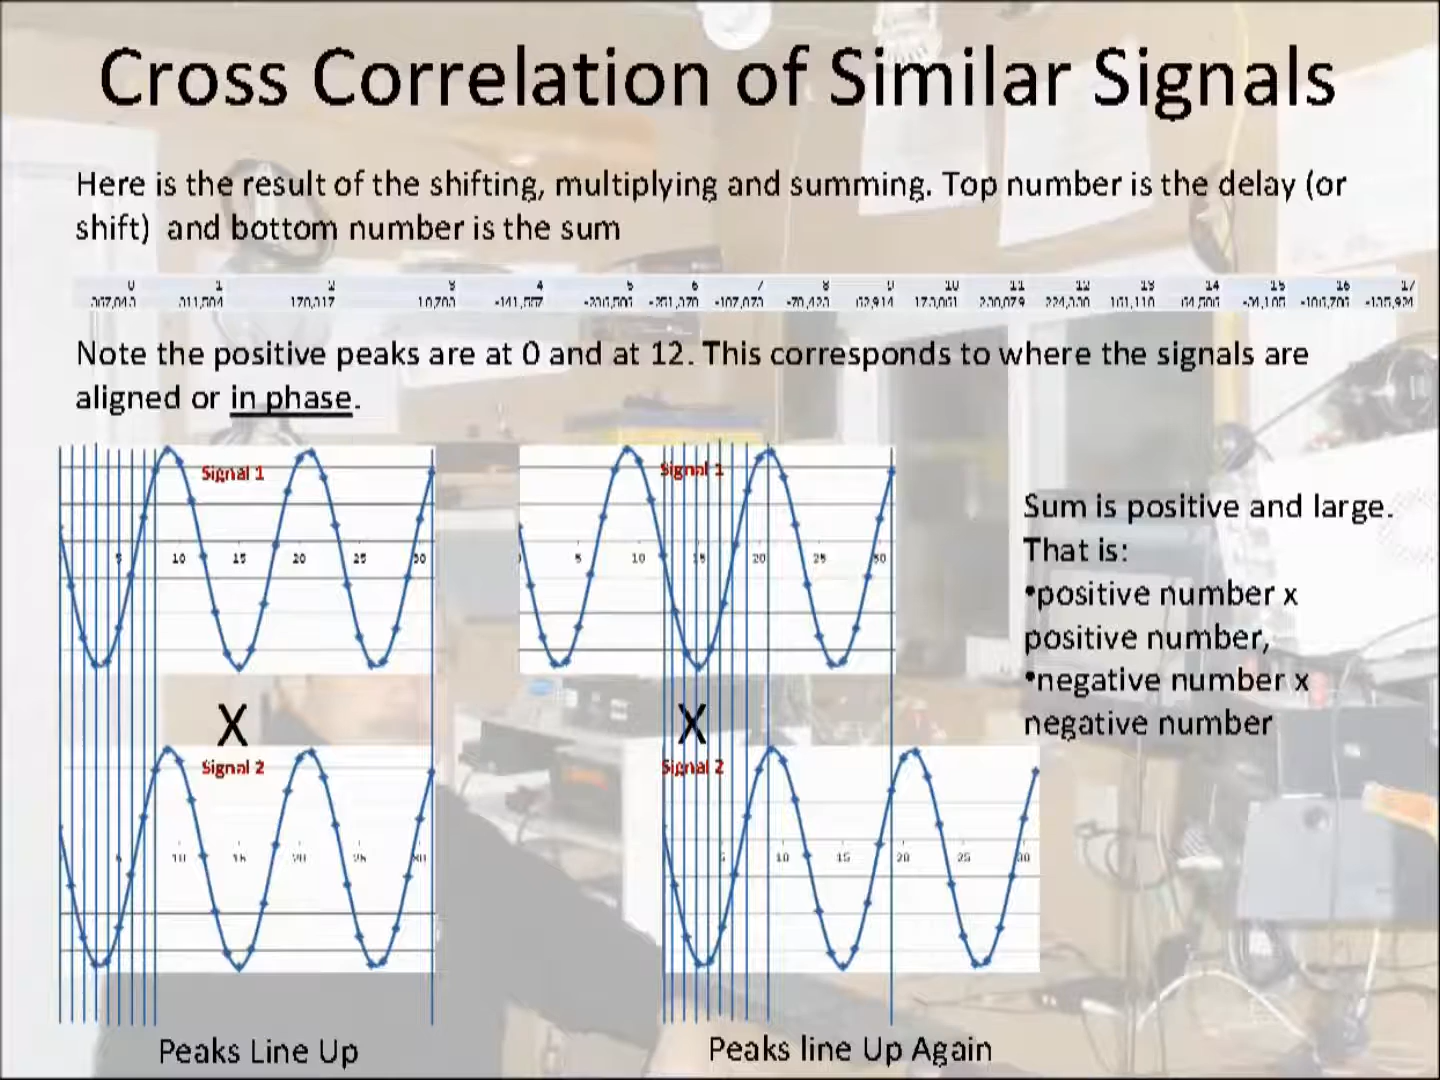 Cross Correlation of Similar Signals
Here is the result of the shifting, multiplying and summing. Top number is the delay (or
shift) and bottom number is the sum
0 1 2 3 4 5 6 7 8 9 10 11 12 13 14 15 16 17
Note the positive peaks are at 0 and at 12. This corresponds to where the signals are
aligned or in phase.
Signal 1
5 10 15 20 25 30
Signal 1
5 10 15 20 25 30
Sum is positive and large.
That is:
•positive number x
positive number,
•negative number x
negative number
X
X
Signal 2
10 15 20 25 30
Signal 2
10 15 20 25 30
Peaks Line Up
Peaks line Up Again